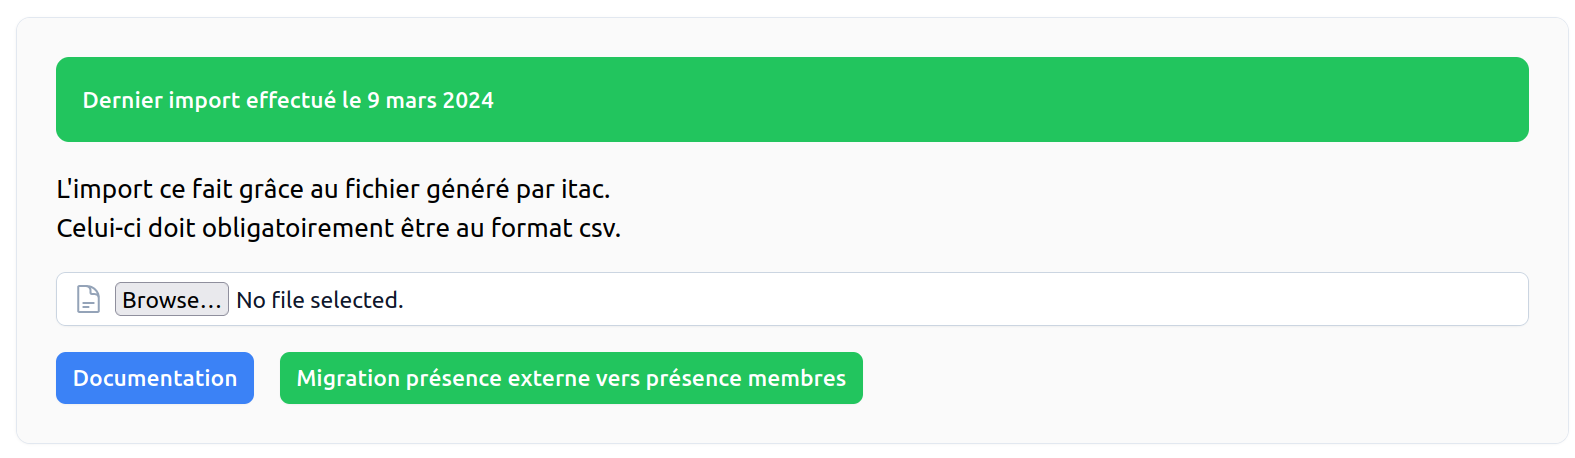 Dernier import effectué le 9 mars 2024
L'import ce fait grâce au fichier généré par itac.
Celui-ci doit obligatoirement être au format csv.
Browse... No file selected.
Documentation Migration présence externe vers présence membres